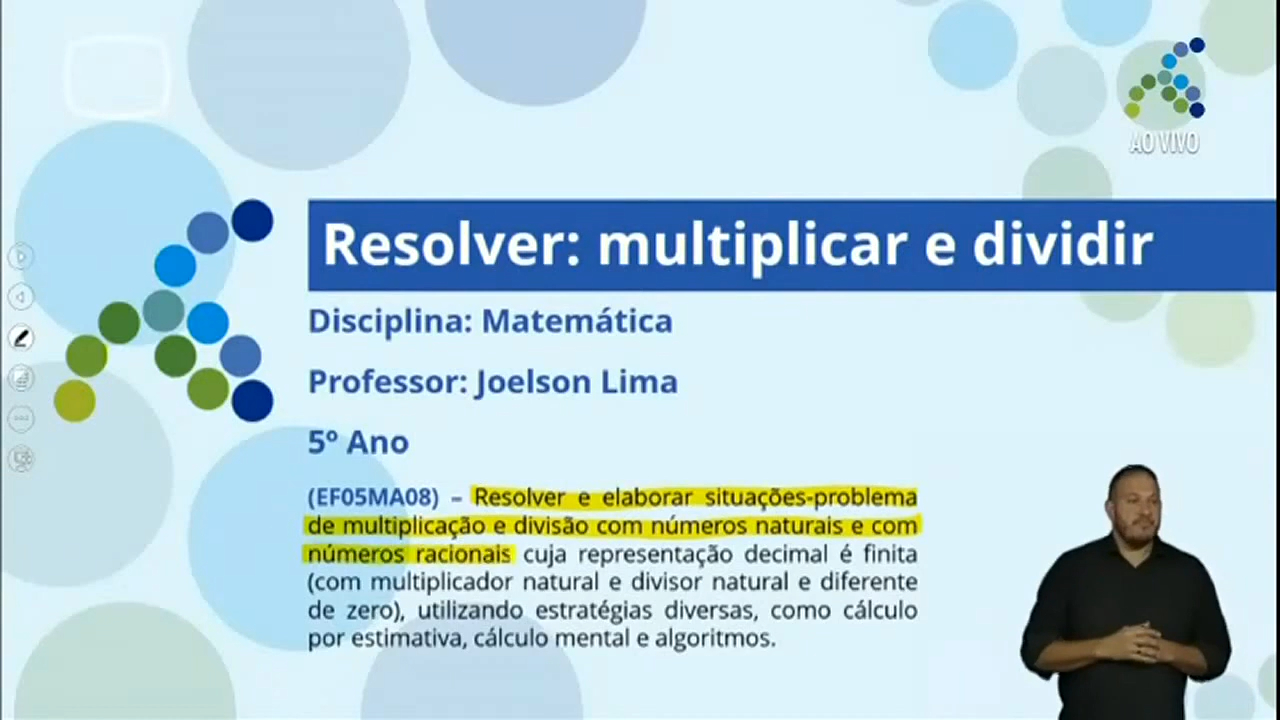 AO VIVO
Resolver: multiplicar e dividir
Disciplina: Matemática
Professor: Joelson Lima
5º Ano
(EF05MA08) – Resolver e elaborar situações-problema
de multiplicação e divisão com números naturais e com
números racionais cuja representação decimal é finita
(com multiplicador natural e divisor natural e diferente
de zero), utilizando estratégias diversas, como cálculo
por estimativa, cálculo mental e algoritmos.